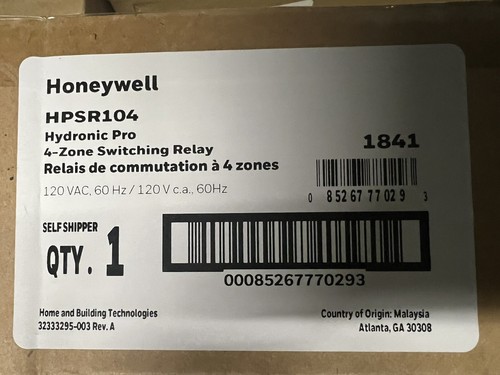 Honeywell
HPSR104
Hydronic Pro
4-Zone Switching Relay
Relais de commutation à 4 zones
120 VAC, 60 Hz / 120 V c.a., 60Hz
1841
0 85267 77029 3
SELF SHIPPER
QTY. 1
00085267770293
Home and Building Technologies
32333295-003 Rev. A
Country of Origin: Malaysia
Atlanta, GA 30308